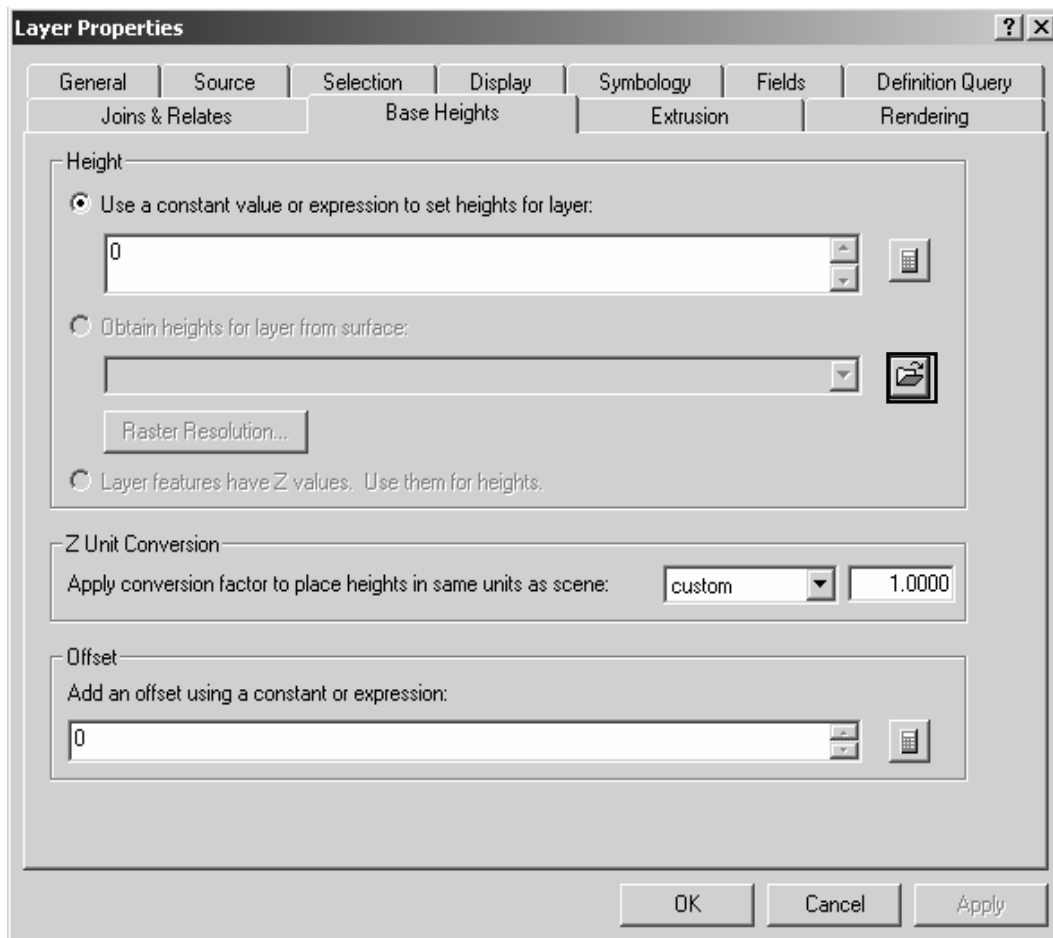 Layer Properties
General Source Selection Display Symbology Fields Definition Query
Joins & Relates Base Heights Extrusion Rendering
Height
Use a constant value or expression to set heights for layer:
0
Obtain heights for layer from surface:
Raster Resolution...
Layer features have Z values. Use them for heights.
Z Unit Conversion
Apply conversion factor to place heights in same units as scene: custom 1.0000
Offset
Add an offset using a constant or expression:
0
OK Cancel Apply